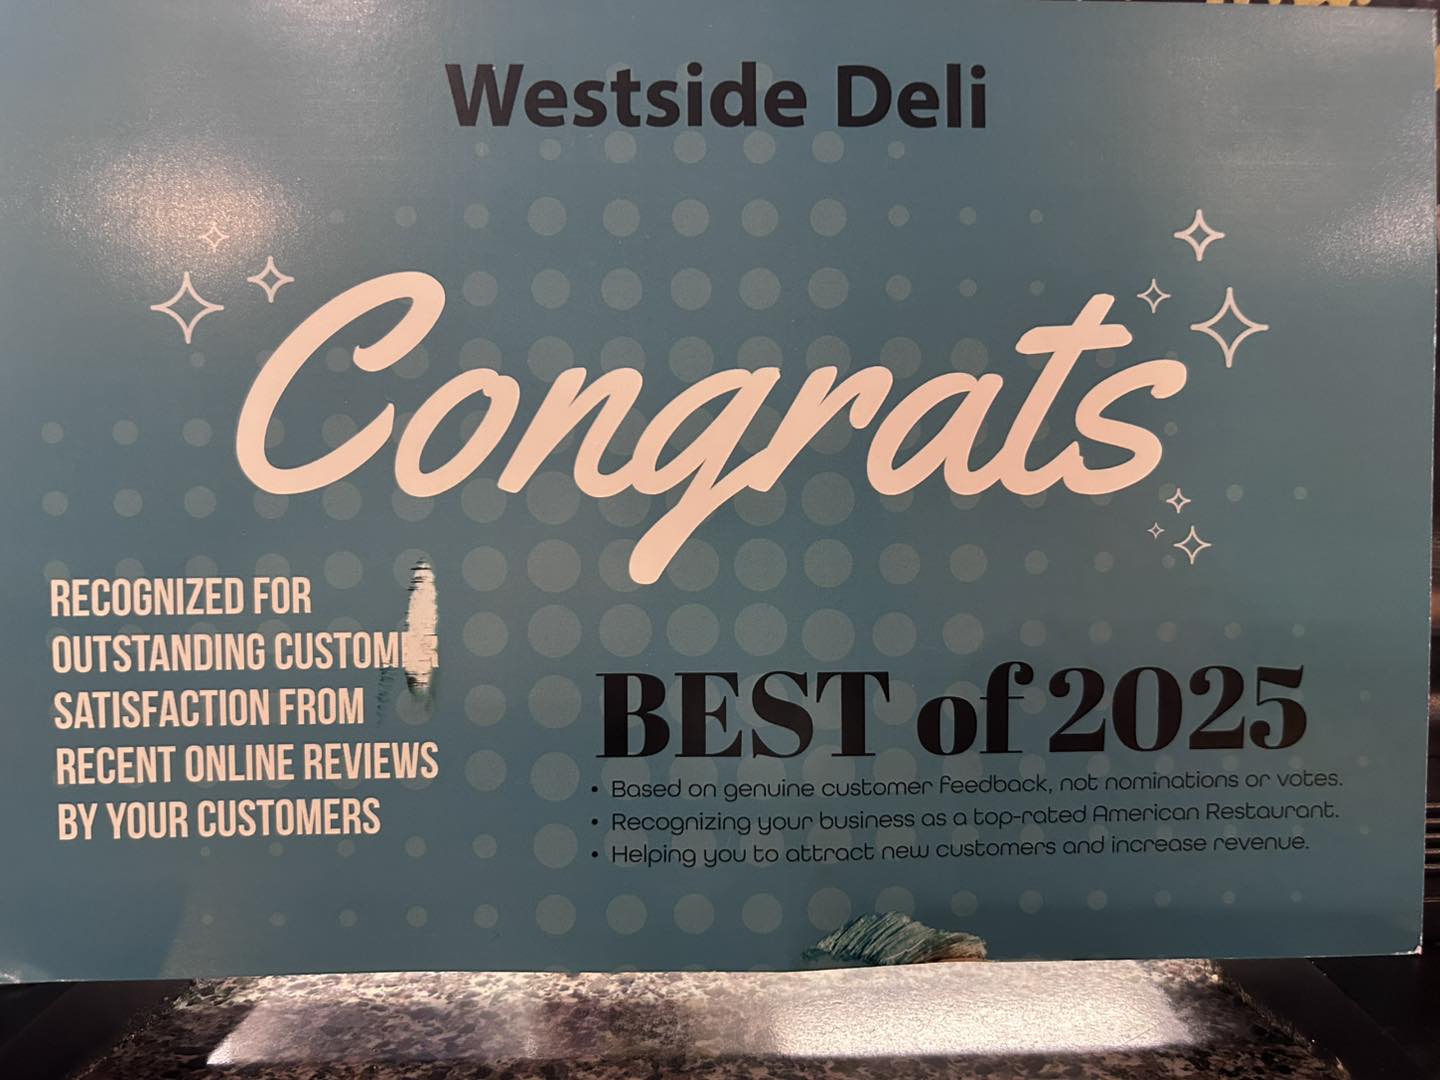 Westside Deli
Congrats
RECOGNIZED FOR
OUTSTANDING CUSTOMER
SATISFACTION FROM
RECENT ONLINE REVIEWS
BY YOUR CUSTOMERS
BEST of 2025
• Based on genuine customer feedback, not nominations or votes.
• Recognizing your business as a top-rated American Restaurant.
• Helping you to attract new customers and increase revenue.